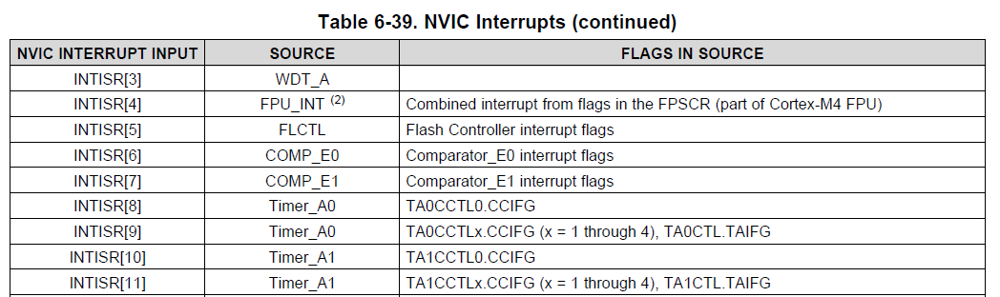 Table 6-39. NVIC Interrupts (continued)
NVIC INTERRUPT INPUT SOURCE FLAGS IN SOURCE
INTISR[3] WDT_A
INTISR[4] FPU_INT (2) Combined interrupt from flags in the FPSCR (part of Cortex-M4 FPU)
INTISR[5] FLCTL Flash Controller interrupt flags
INTISR[6] COMP_E0 Comparator_E0 interrupt flags
INTISR[7] COMP_E1 Comparator_E1 interrupt flags
INTISR[8] Timer_A0 TA0CCTL0.CCIFG
INTISR[9] Timer_A0 TA0CCTLx.CCIFG (x = 1 through 4), TA0CTL.TAIFG
INTISR[10] Timer_A1 TA1CCTL0.CCIFG
INTISR[11] Timer_A1 TA1CCTLx.CCIFG (x = 1 through 4), TA1CTL.TAIFG